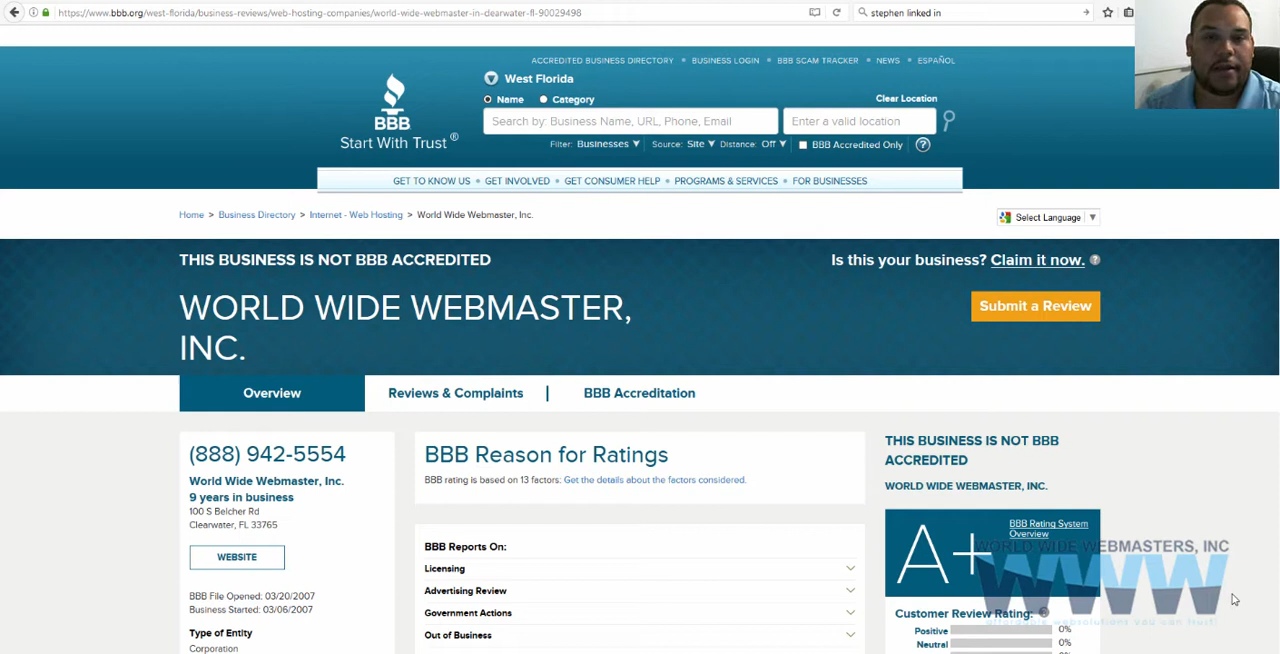 https://www.bbb.org/west-florida/business-reviews/web-hosting-companies/world-wide-webmaster-in-clearwater-fl-90029498
stephen linked in
ACCREDITED BUSINESS DIRECTORY BUSINESS LOGIN BBB SCAM TRACKER NEWS ESPAÑOL
West Florida
Name Category Clear Location
BBB
Search by: Business Name, URL, Phone, Email Enter a valid location
Start With Trust®
Filter: Businesses ▼ Source: Site ▼ Distance: Off ▼ BBB Accredited Only ?
GET TO KNOW US GET INVOLVED GET CONSUMER HELP PROGRAMS & SERVICES FOR BUSINESSES
Home > Business Directory > Internet - Web Hosting > World Wide Webmaster, Inc.
Select Language ▼
THIS BUSINESS IS NOT BBB ACCREDITED
Is this your business? Claim it now. ?
WORLD WIDE WEBMASTER,
INC.
Submit a Review
Overview Reviews & Complaints | BBB Accreditation
(888) 942-5554
World Wide Webmaster, Inc.
9 years in business
100 S Belcher Rd
Clearwater, FL 33765
WEBSITE
BBB File Opened: 03/20/2007
Business Started: 03/06/2007
Type of Entity
Corporation
BBB Reason for Ratings
BBB rating is based on 13 factors: Get the details about the factors considered.
BBB Reports On:
Licensing
Advertising Review
Government Actions
Out of Business
THIS BUSINESS IS NOT BBB
ACCREDITED
WORLD WIDE WEBMASTER, INC.
A+
BBB Rating System
Overview
WORLD WIDE WEBMASTERS, INC
WWW
affordable websolutions you can trust!
Customer Review Rating:
Positive 0%
Neutral 0%